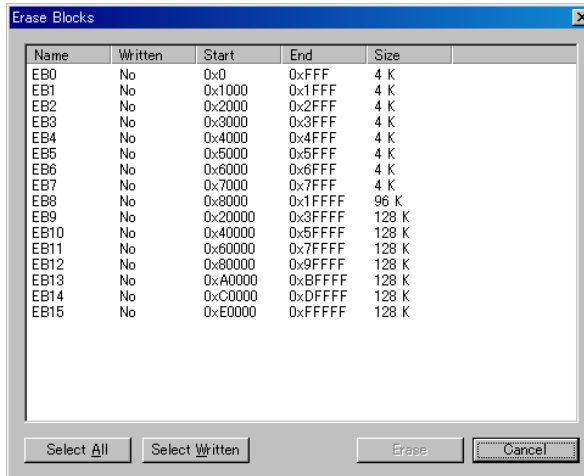 Erase Blocks
Name Written Start End Size
EB0 No 0x0 0xFFF 4 K
EB1 No 0x1000 0x1FFF 4 K
EB2 No 0x2000 0x2FFF 4 K
EB3 No 0x3000 0x3FFF 4 K
EB4 No 0x4000 0x4FFF 4 K
EB5 No 0x5000 0x5FFF 4 K
EB6 No 0x6000 0x6FFF 4 K
EB7 No 0x7000 0x7FFF 4 K
EB8 No 0x8000 0x1FFFF 96 K
EB9 No 0x20000 0x3FFFF 128 K
EB10 No 0x40000 0x5FFFF 128 K
EB11 No 0x60000 0x7FFFF 128 K
EB12 No 0x80000 0x9FFFF 128 K
EB13 No 0xA0000 0xBFFFF 128 K
EB14 No 0xC0000 0xDFFFF 128 K
EB15 No 0xE0000 0xFFFFF 128 K
Select All Select Written Erase Cancel